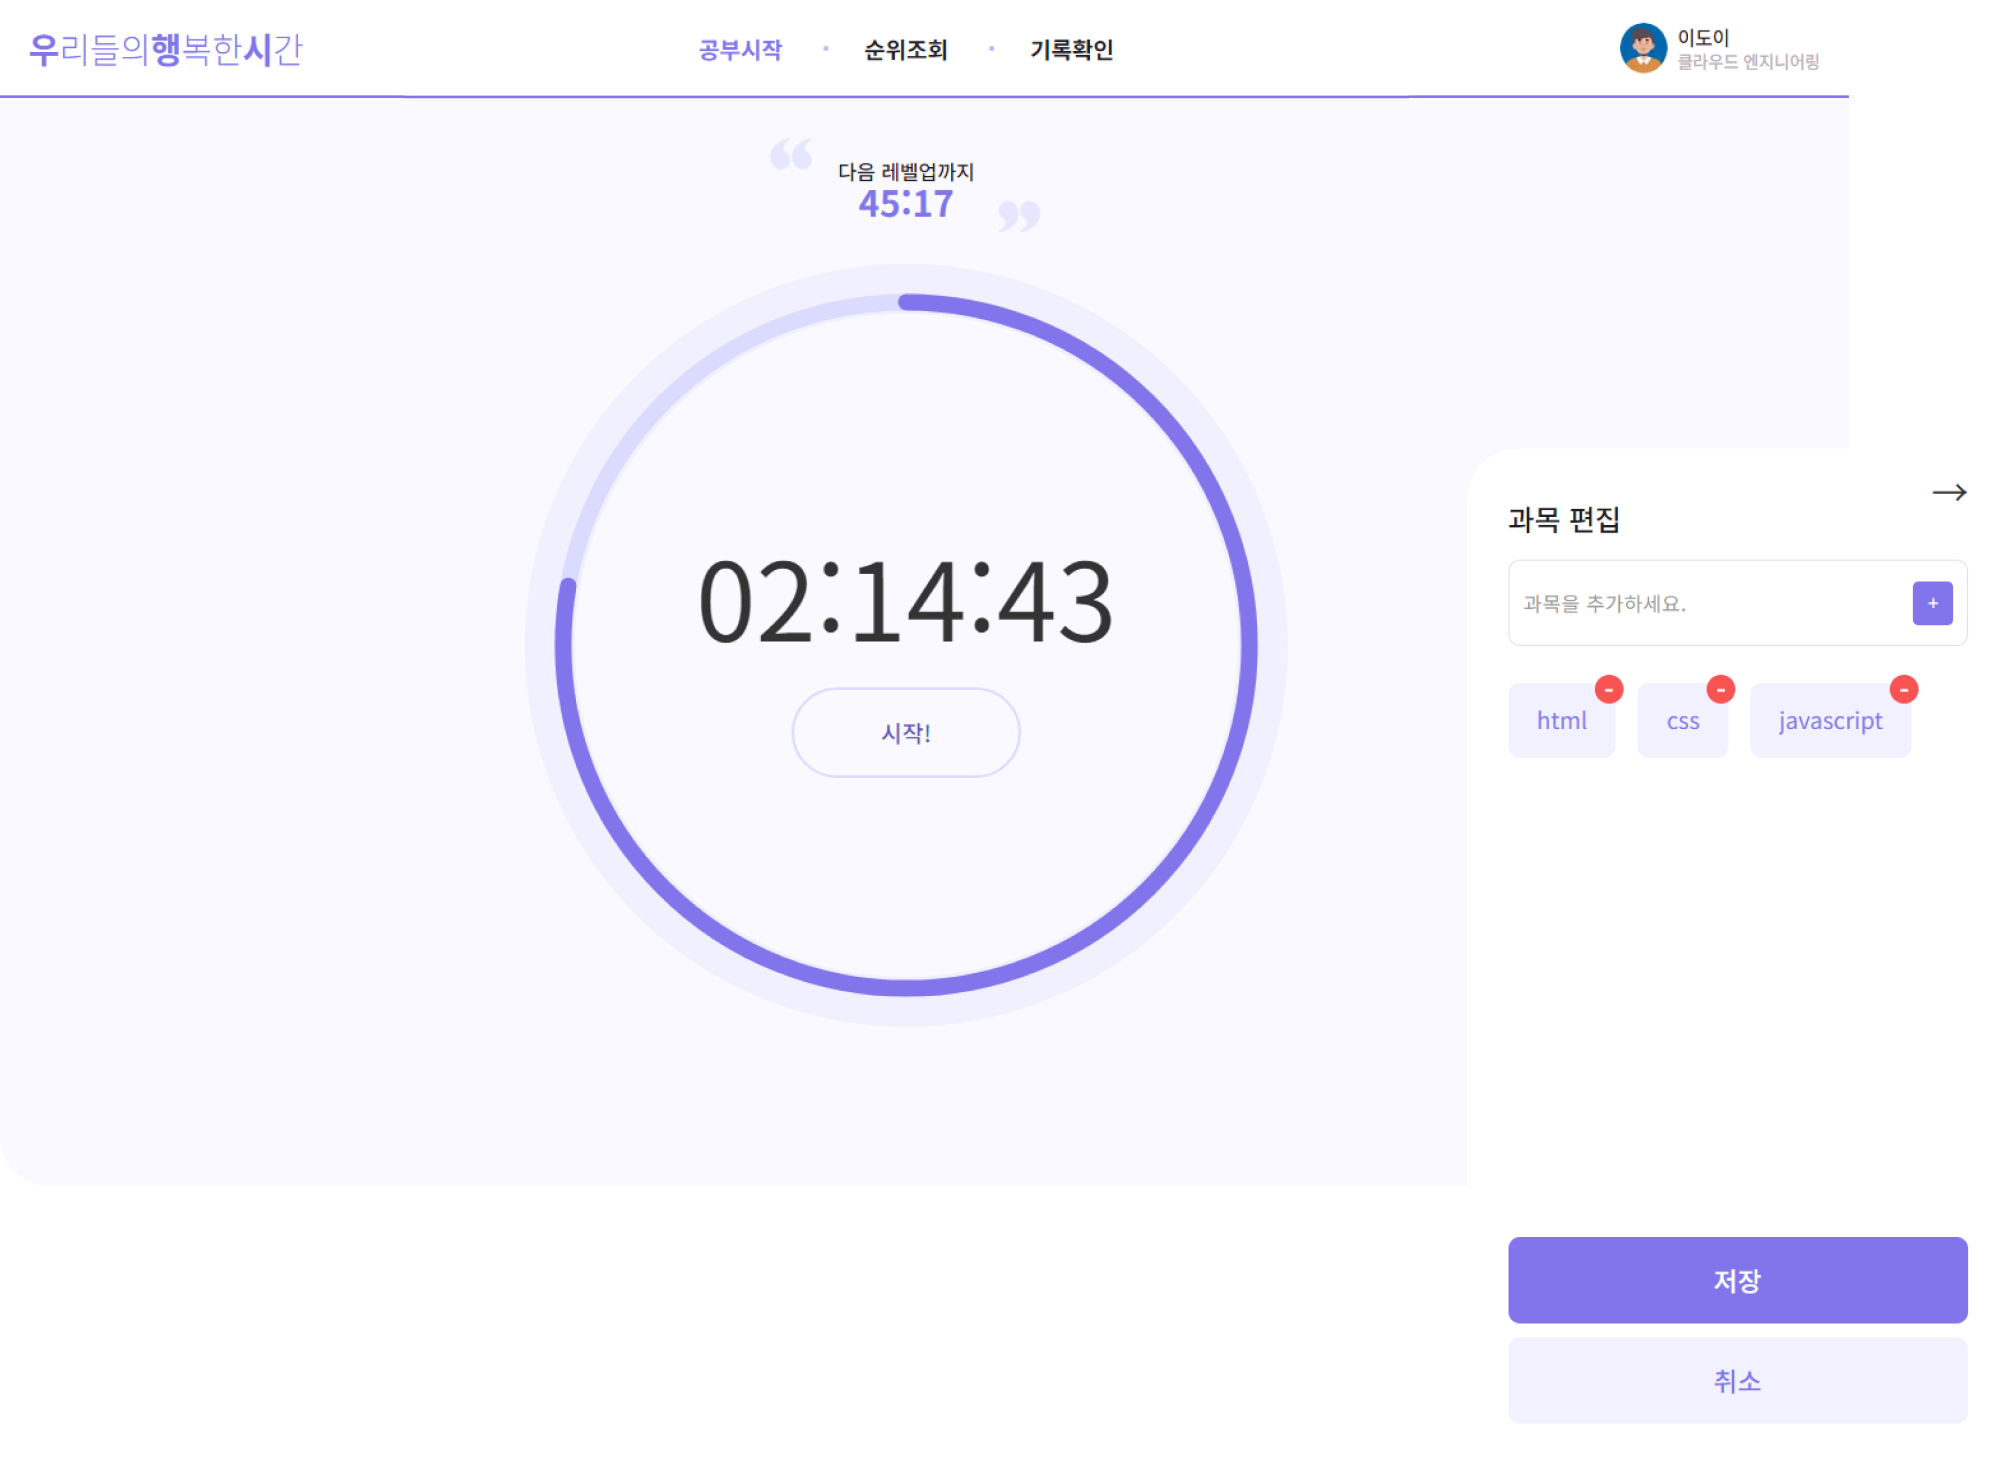 우리들의행복한시간
공부시작 · 순위조회 · 기록확인
이도이
클라우드 엔지니어링
“ 다음 레벨업까지
45:17 ”
02:14:43
시작!
→
과목 편집
과목을 추가하세요. +
- - -
html css javascript
저장
취소